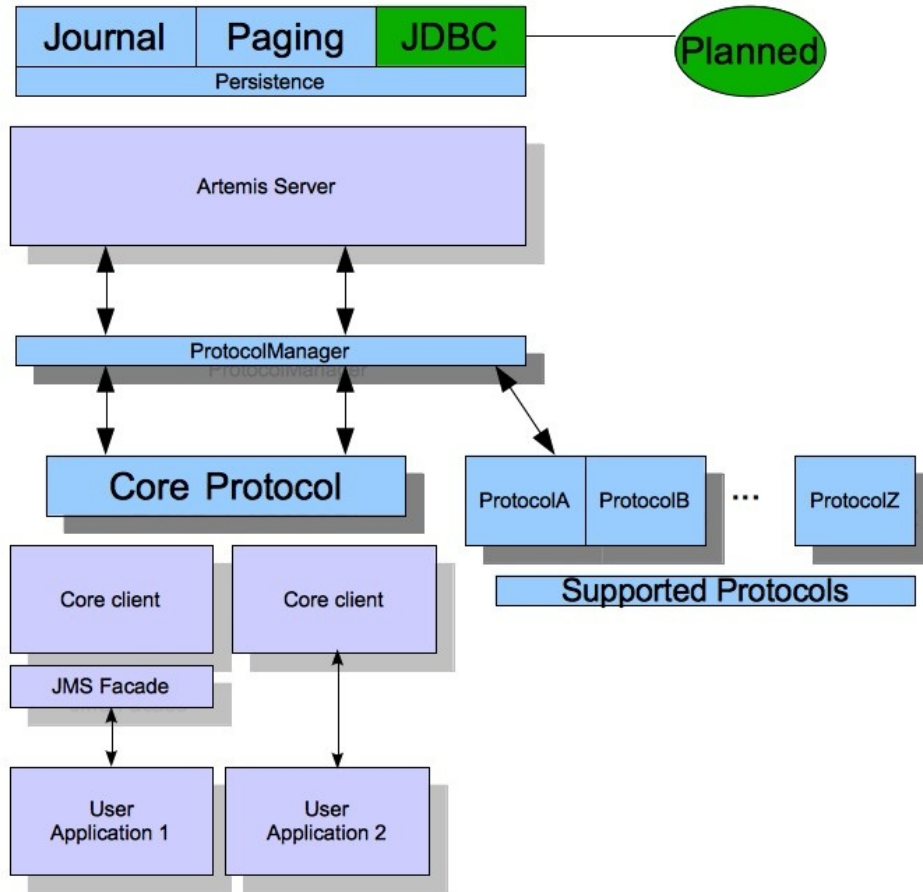 Journal
Paging
JDBC
Planned
Persistence
Artemis Server
ProtocolManager
Core Protocol
ProtocolA
ProtocolB
...
ProtocolZ
Supported Protocols
Core client
Core client
JMS Facade
User
Application 1
User
Application 2